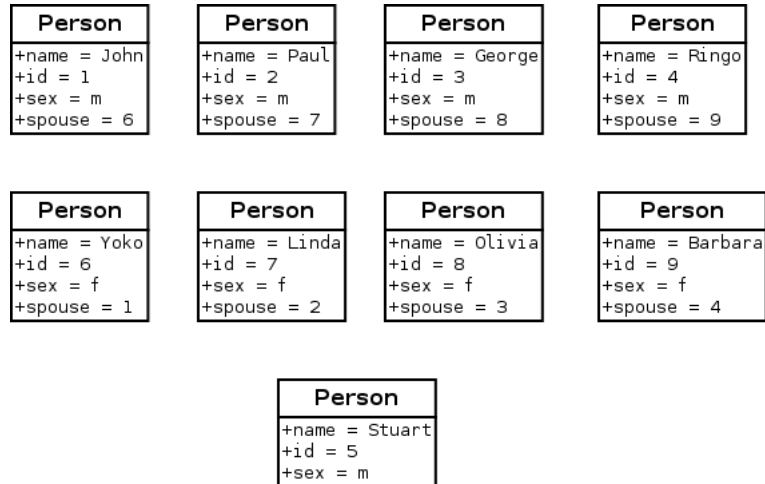 Person
+name = John
+id = 1
+sex = m
+spouse = 6
Person
+name = Paul
+id = 2
+sex = m
+spouse = 7
Person
+name = George
+id = 3
+sex = m
+spouse = 8
Person
+name = Ringo
+id = 4
+sex = m
+spouse = 9
Person
+name = Yoko
+id = 6
+sex = f
+spouse = 1
Person
+name = Linda
+id = 7
+sex = f
+spouse = 2
Person
+name = Olivia
+id = 8
+sex = f
+spouse = 3
Person
+name = Barbara
+id = 9
+sex = f
+spouse = 4
Person
+name = Stuart
+id = 5
+sex = m